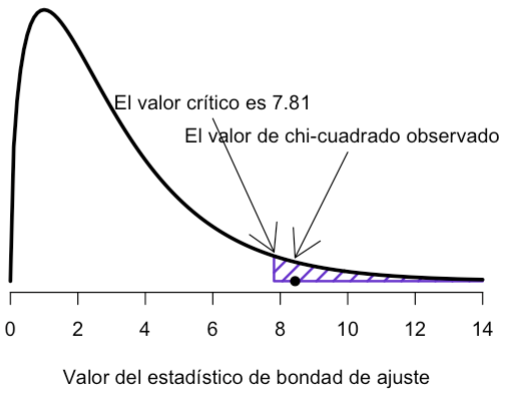 El valor crítico es 7.81
El valor de chi-cuadrado observado
0 2 4 6 8 10 12 14
Valor del estadístico de bondad de ajuste